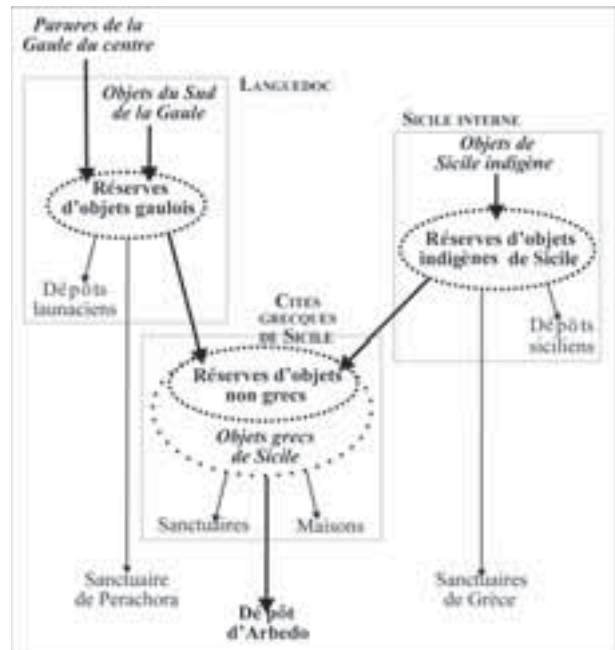 Parures de la
Gaule du centre
LANGUEDOC
Objets du Sud
de la Gaule
SICILE INTERNE
Objets de
Sicile indigène
Réserves
d'objets gaulois
Réserves d'objets
indigènes de Sicile
Dépôts
launaciens
CITES
GRECQUES
DE SICILE
Dépôts
siciliens
Réserves d'objets
non grecs
Objets grecs
de Sicile
Sanctuaires
Maisons
Sanctuaire
de Perachora
Sanctuaires
de Grèce
Dépôt
d'Arbedo